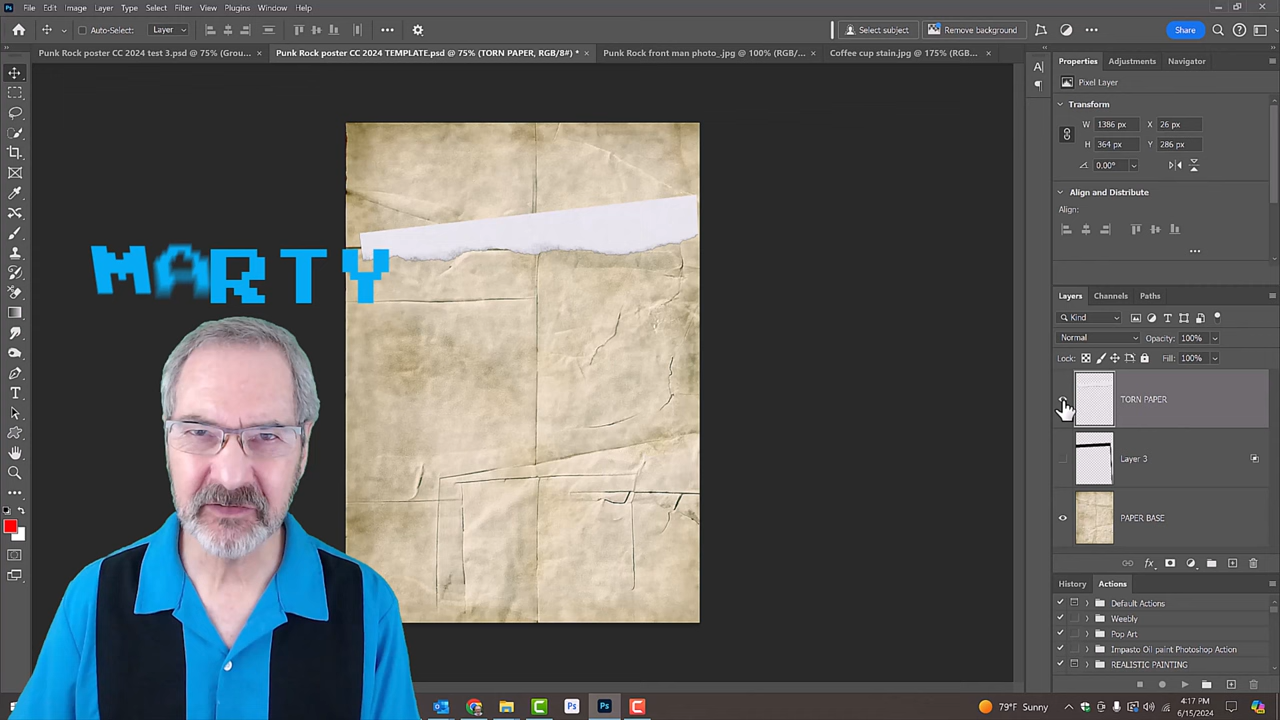 File Edit Image Layer Type Select Filter View Plugins Window Help
Auto-Select: Layer Select subject Remove background Share
Punk Rock poster CC 2024 test 3.psd @ 75% (Grou... × Punk Rock poster CC 2024 TEMPLATE.psd @ 75% (TORN PAPER, RGB/8#) * × Punk Rock front man photo_.jpg @ 100% (RGB/... × Coffee cup stain.jpg @ 175% (RGB... ×
Properties Adjustments Navigator
Pixel Layer
Transform
W 1386 px X 26 px
H 364 px Y 286 px
0.00°
Align and Distribute
Align:
MARTY
Layers Channels Paths
Kind
Normal Opacity: 100%
Lock: Fill: 100%
TORN PAPER
Layer 3
PAPER BASE
History Actions
Default Actions
Weebly
Pop Art
Impasto Oil paint Photoshop Action
REALISTIC PAINTING
79°F Sunny 4:17 PM
6/15/2024